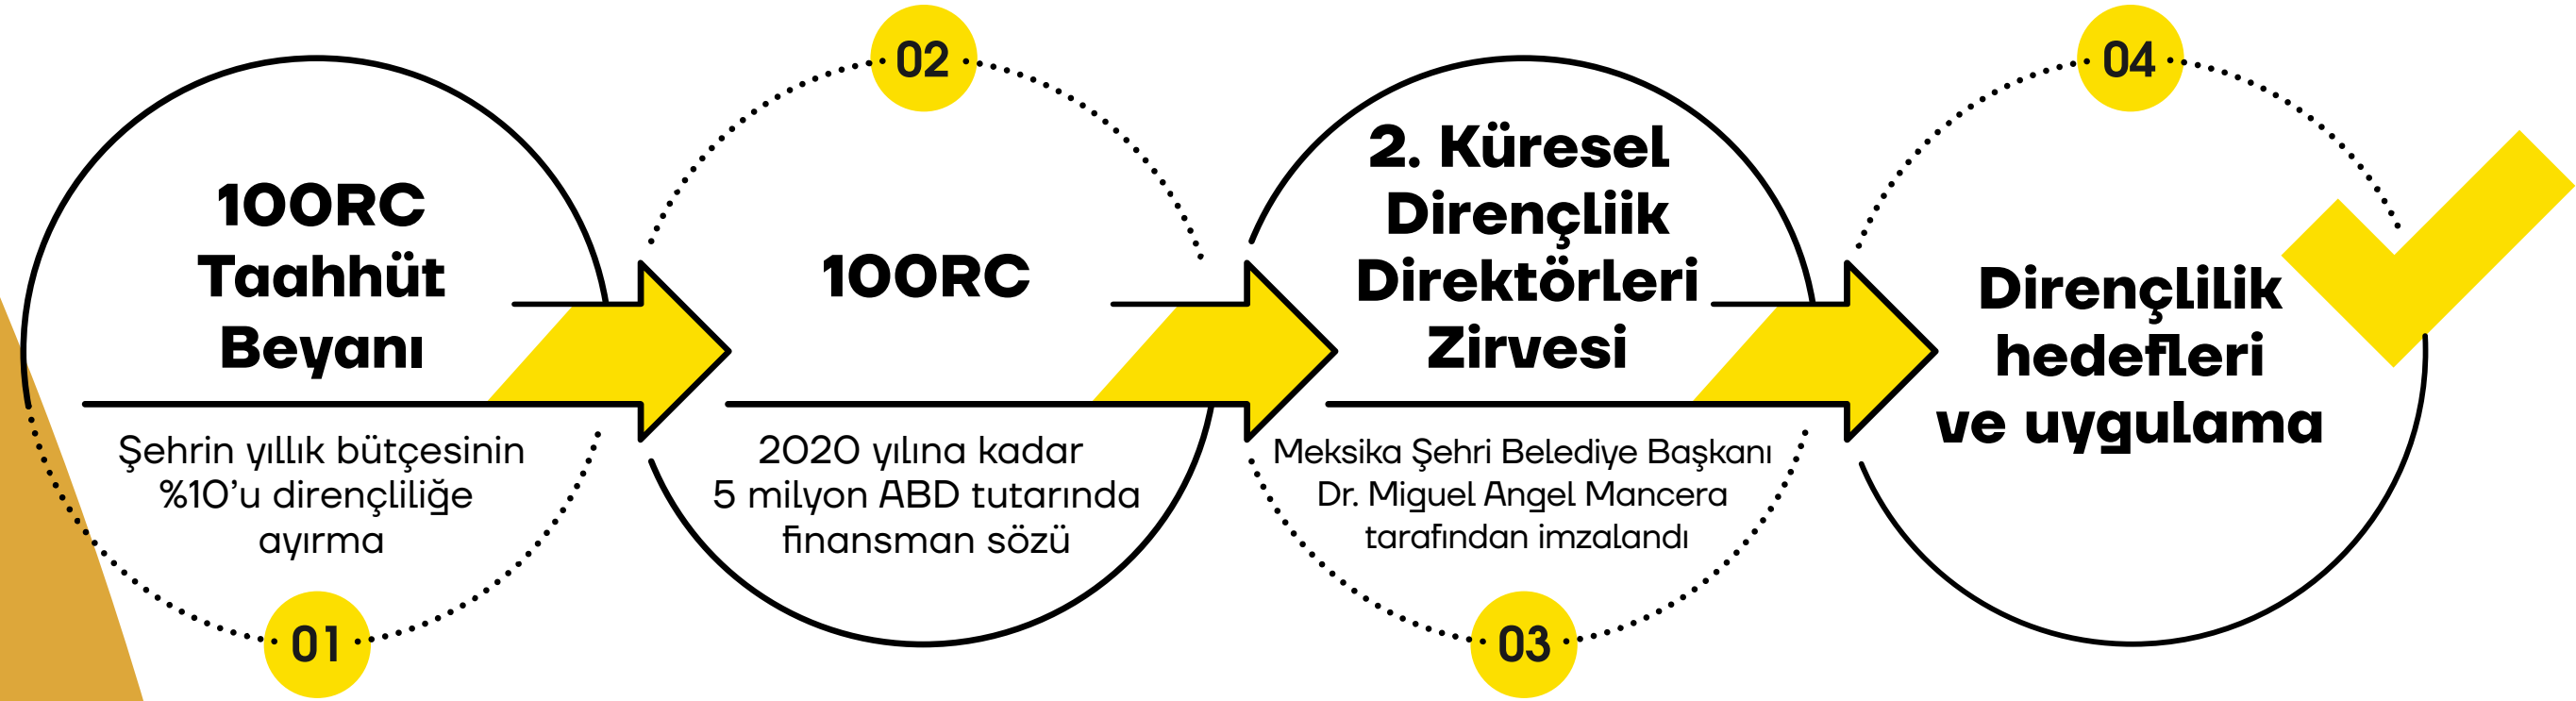 100RC
Taahhüt
Beyanı
Şehrin yıllık bütçesinin
%10'u dirençliliğe
ayırma
01
02
100RC
2020 yılına kadar
5 milyon ABD tutarında
finansman sözü
2. Küresel
Dirençliik
Direktörleri
Zirvesi
Meksika Şehri Belediye Başkanı
Dr. Miguel Angel Mancera
tarafından imzalandı
03
04
Dirençlilik
hedefleri
ve uygulama